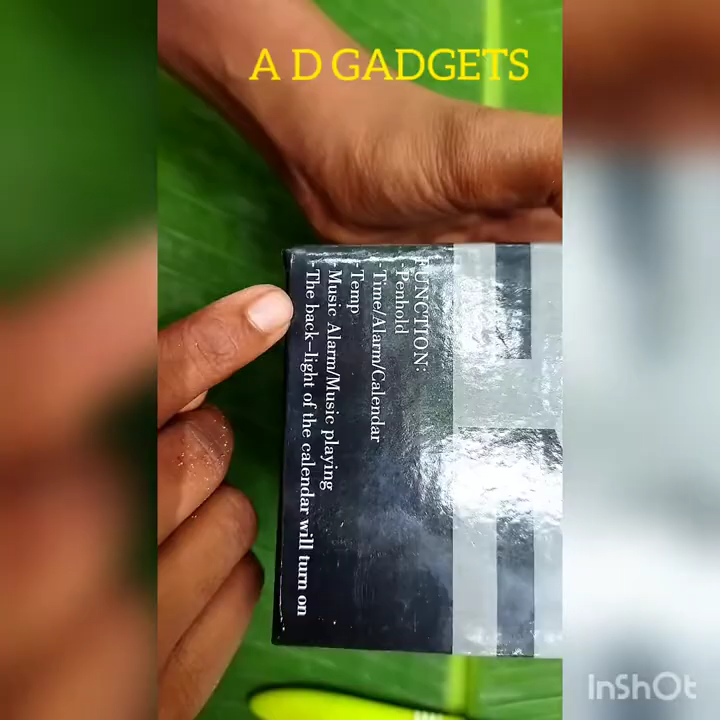 A D GADGETS
FUNCTION:
-Penhold
-Time/Alarm/Calendar
-Temp
-Music Alarm/Music playing
-The back-light of the calendar will turn on
InShOt